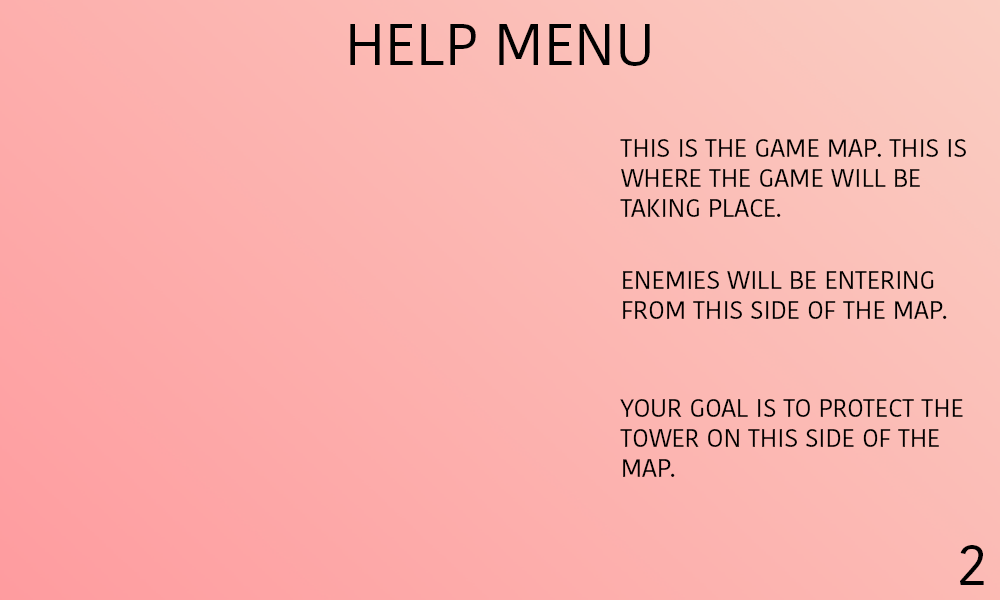 HELP MENU
THIS IS THE GAME MAP. THIS IS
WHERE THE GAME WILL BE
TAKING PLACE.
ENEMIES WILL BE ENTERING
FROM THIS SIDE OF THE MAP.
YOUR GOAL IS TO PROTECT THE
TOWER ON THIS SIDE OF THE
MAP.
2